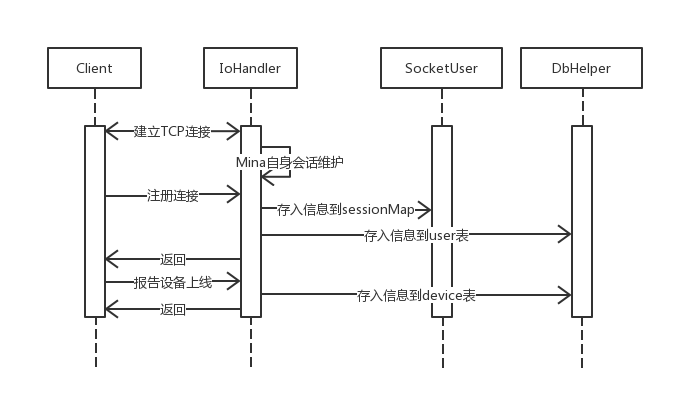 Client
IoHandler
SocketUser
DbHelper
建立TCP连接
Mina自身会话维护
注册连接
存入信息到sessionMap
存入信息到user表
返回
报告设备上线
存入信息到device表
返回